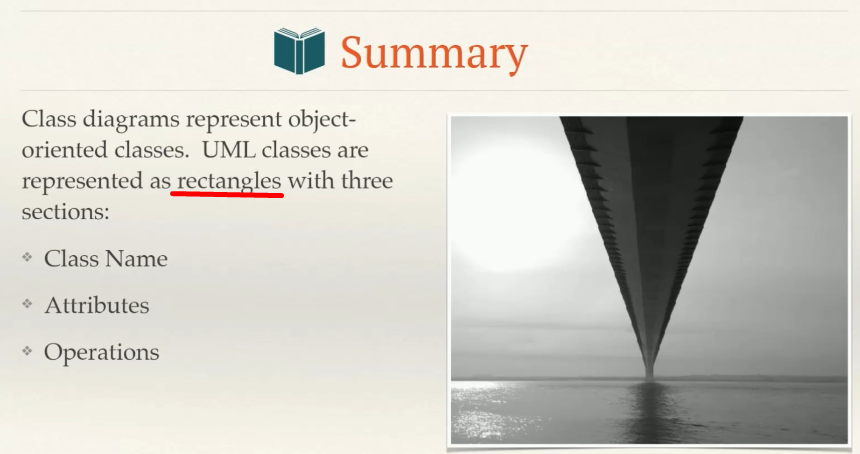 Summary
Class diagrams represent object-
oriented classes. UML classes are
represented as rectangles with three
sections:
Class Name
Attributes
Operations